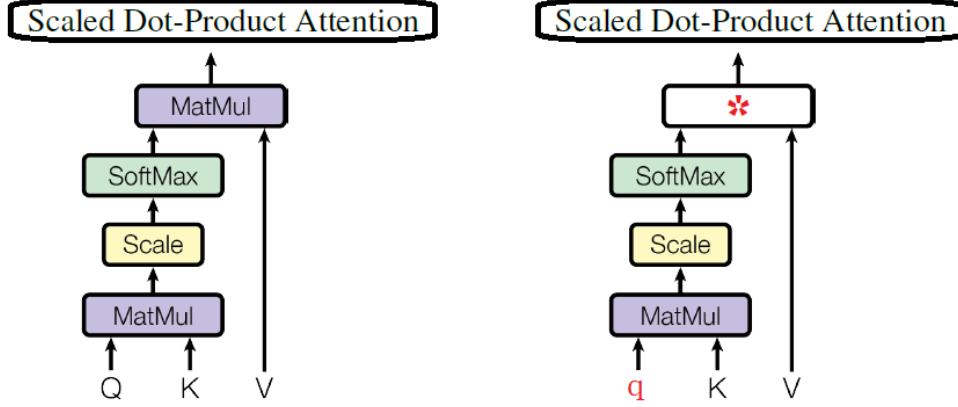 Scaled Dot-Product Attention
MatMul
SoftMax
Scale
MatMul
Q K V
Scaled Dot-Product Attention
*
SoftMax
Scale
MatMul
q K V